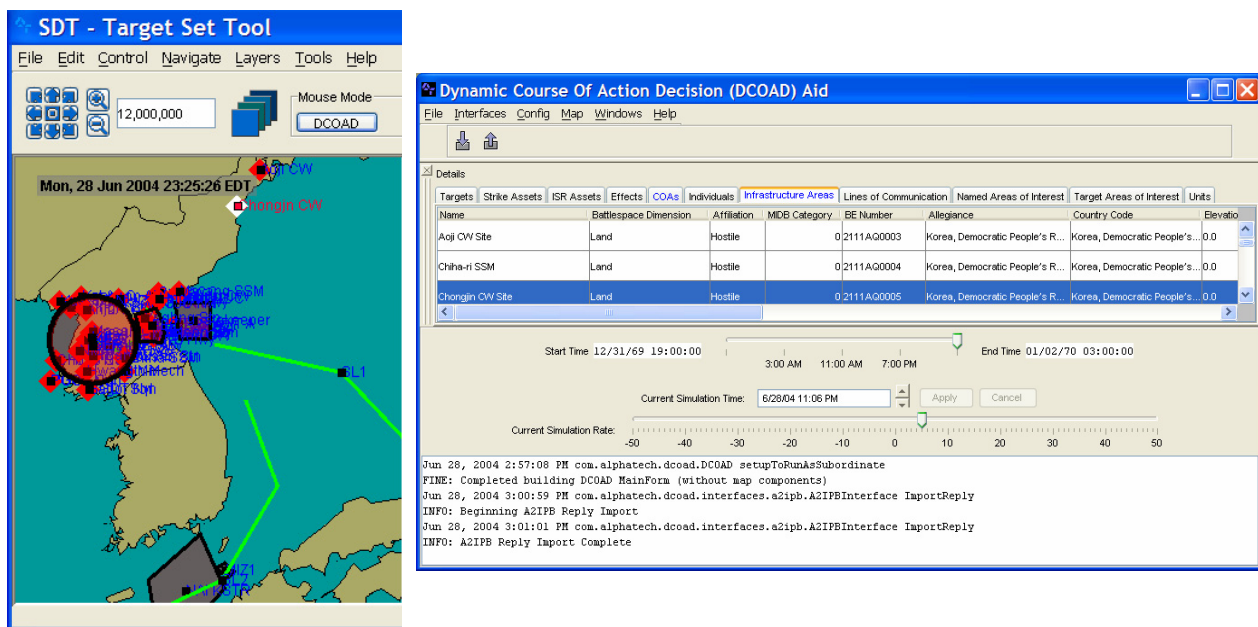 SDT - Target Set Tool
File Edit Control Navigate Layers Tools Help
12,000,000
Mouse Mode
DCOAD
Mon, 28 Jun 2004 23:25:26 EDT
CW
Chongjin CW
SL1
Dynamic Course Of Action Decision (DCOAD) Aid
File Interfaces Config Map Windows Help
Details
Targets Strike Assets ISR Assets Effects COAs Individuals Infrastructure Areas Lines of Communication Named Areas of Interest Target Areas of Interest Units
Name Battlespace Dimension Affiliation MIDB Category BE Number Allegiance Country Code Elevatio
Aoji CW Site Land Hostile 0 2111AQ0003 Korea, Democratic People's R... Korea, Democratic People's... 0.0
Chiha-ri SSM Land Hostile 0 2111AQ0004 Korea, Democratic People's R... Korea, Democratic People's... 0.0
Chongjin CW Site Land Hostile 0 2111AQ0005 Korea, Democratic People's R... Korea, Democratic People's... 0.0
Start Time 12/31/69 19:00:00 End Time 01/02/70 03:00:00
3:00 AM 11:00 AM 7:00 PM
Current Simulation Time: 6/28/04 11:06 PM Apply Cancel
Current Simulation Rate:
-50 -40 -30 -20 -10 0 10 20 30 40 50
Jun 28, 2004 2:57:08 PM com.alphatech.dcoad.DCOAD setupToRunAsSubordinate
FINE: Completed building DCOAD MainForm (without map components)
Jun 28, 2004 3:00:59 PM com.alphatech.dcoad.interfaces.a2ipb.A2IPBInterface ImportReply
INFO: Beginning A2IPB Reply Import
Jun 28, 2004 3:01:01 PM com.alphatech.dcoad.interfaces.a2ipb.A2IPBInterface ImportReply
INFO: A2IPB Reply Import Complete